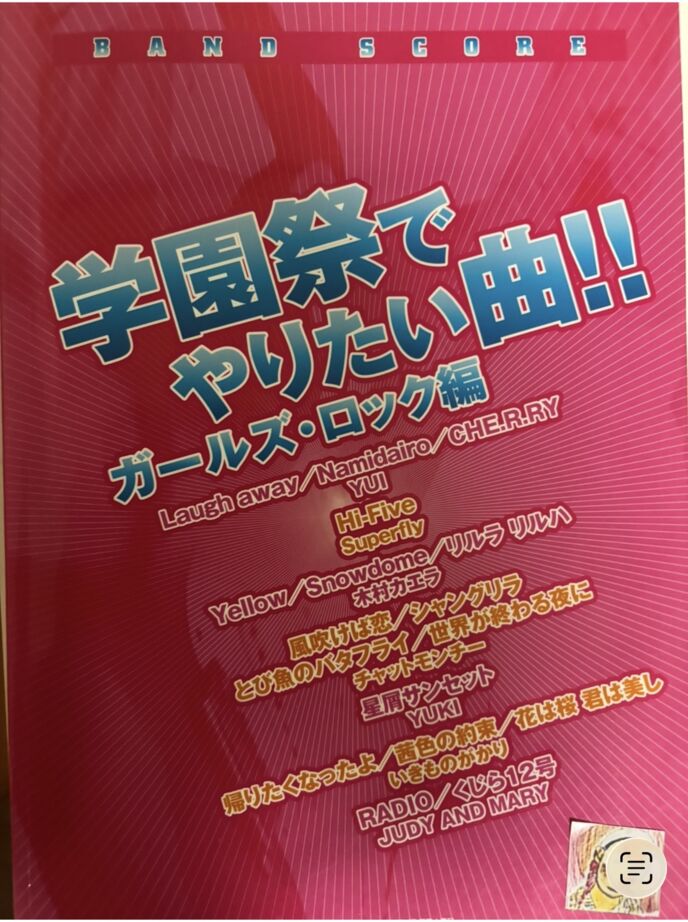 BAND SCORE
学園祭で
やりたい曲!!
ガールズ・ロック編
Laugh away／Namidairo／CHE.R.RY
YUI
Hi-Five
Superfly
Yellow／Snowdome／リルラ リルハ
木村カエラ
風吹けば恋／シャングリラ
とび魚のバタフライ／世界が終わる夜に
チャットモンチー
星屑サンセット
YUKI
帰りたくなったよ／茜色の約束／花は桜 君は美し
いきものがかり
RADIO／くじら12号
JUDY AND MARY